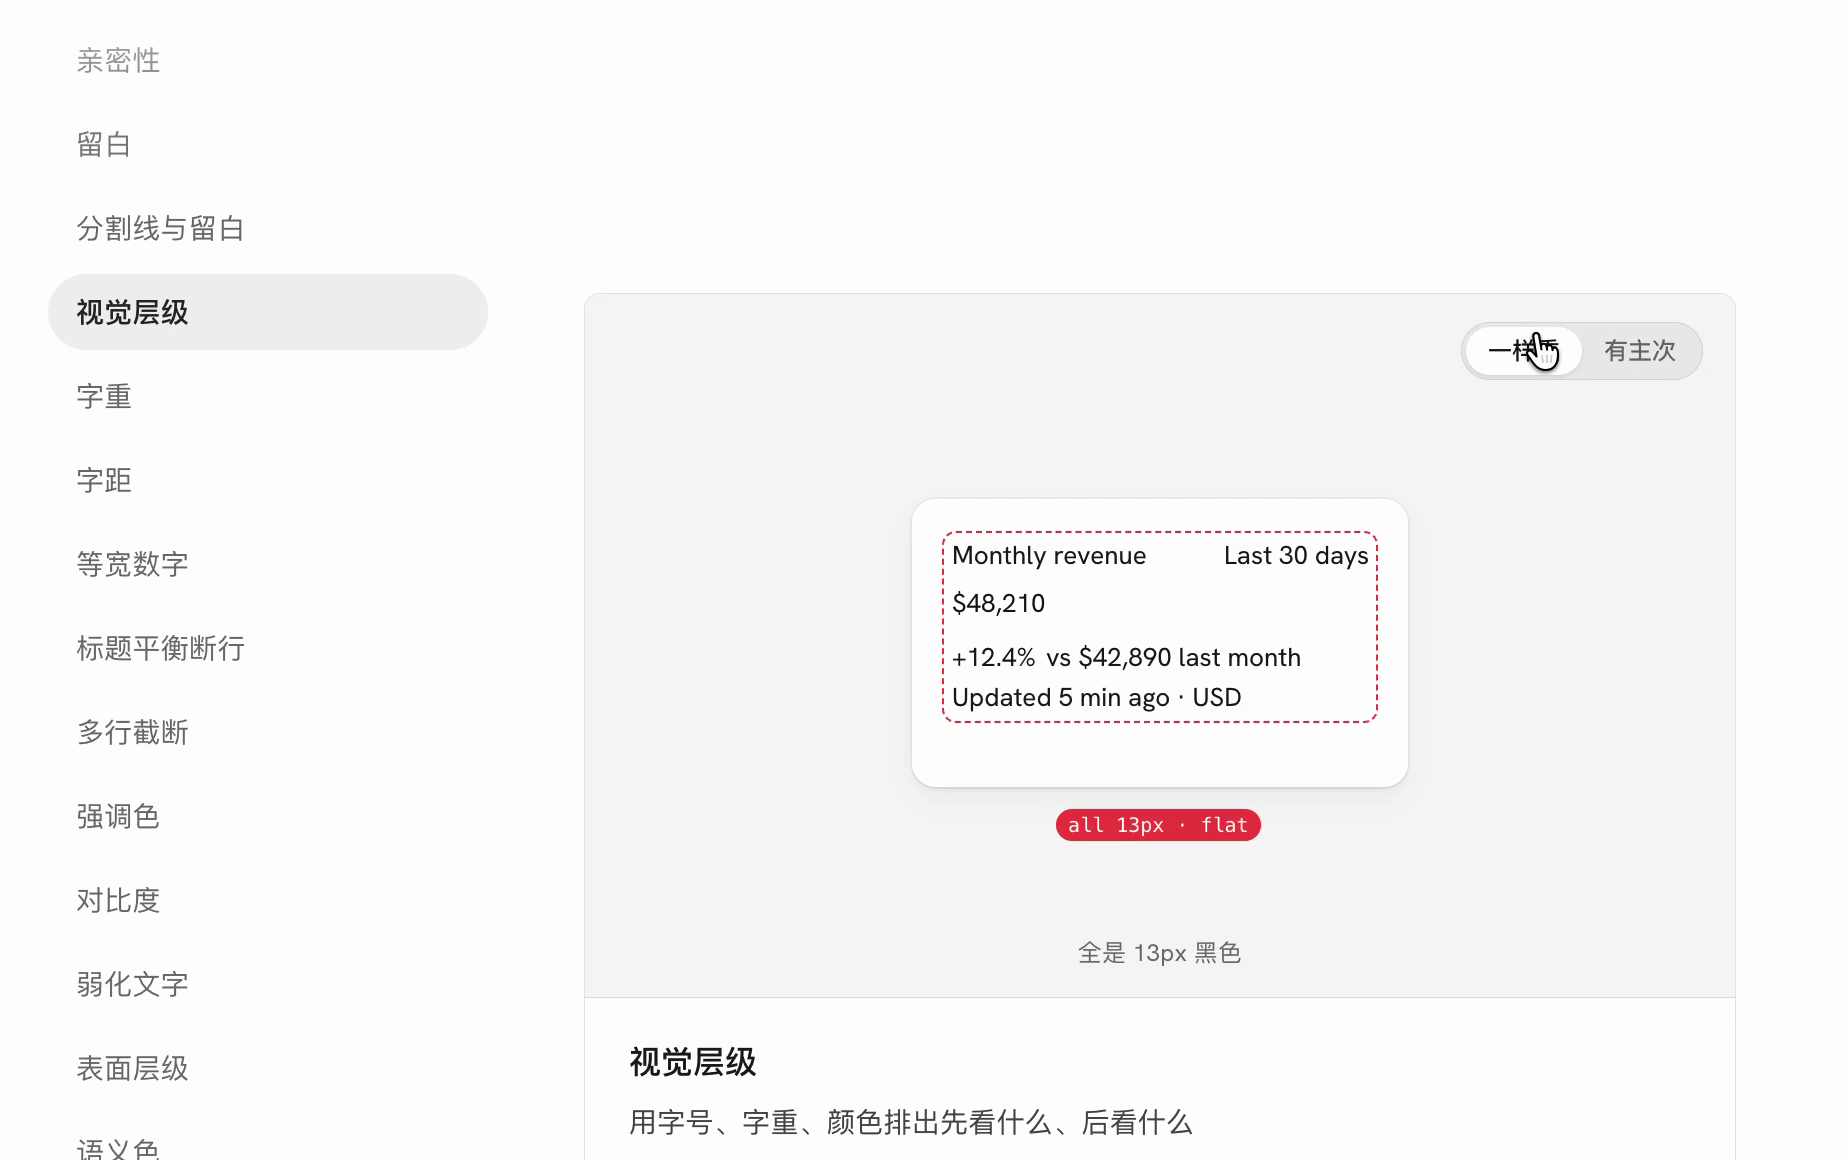 亲密性
留白
分割线与留白
视觉层级
字重
字距
等宽数字
标题平衡断行
多行截断
强调色
对比度
弱化文字
表面层级
语义色
一样
有主次
Monthly revenue
Last 30 days
$48,210
+12.4% vs $42,890 last month
Updated 5 min ago · USD
all 13px · flat
全是 13px 黑色
视觉层级
用字号、字重、颜色排出先看什么、后看什么